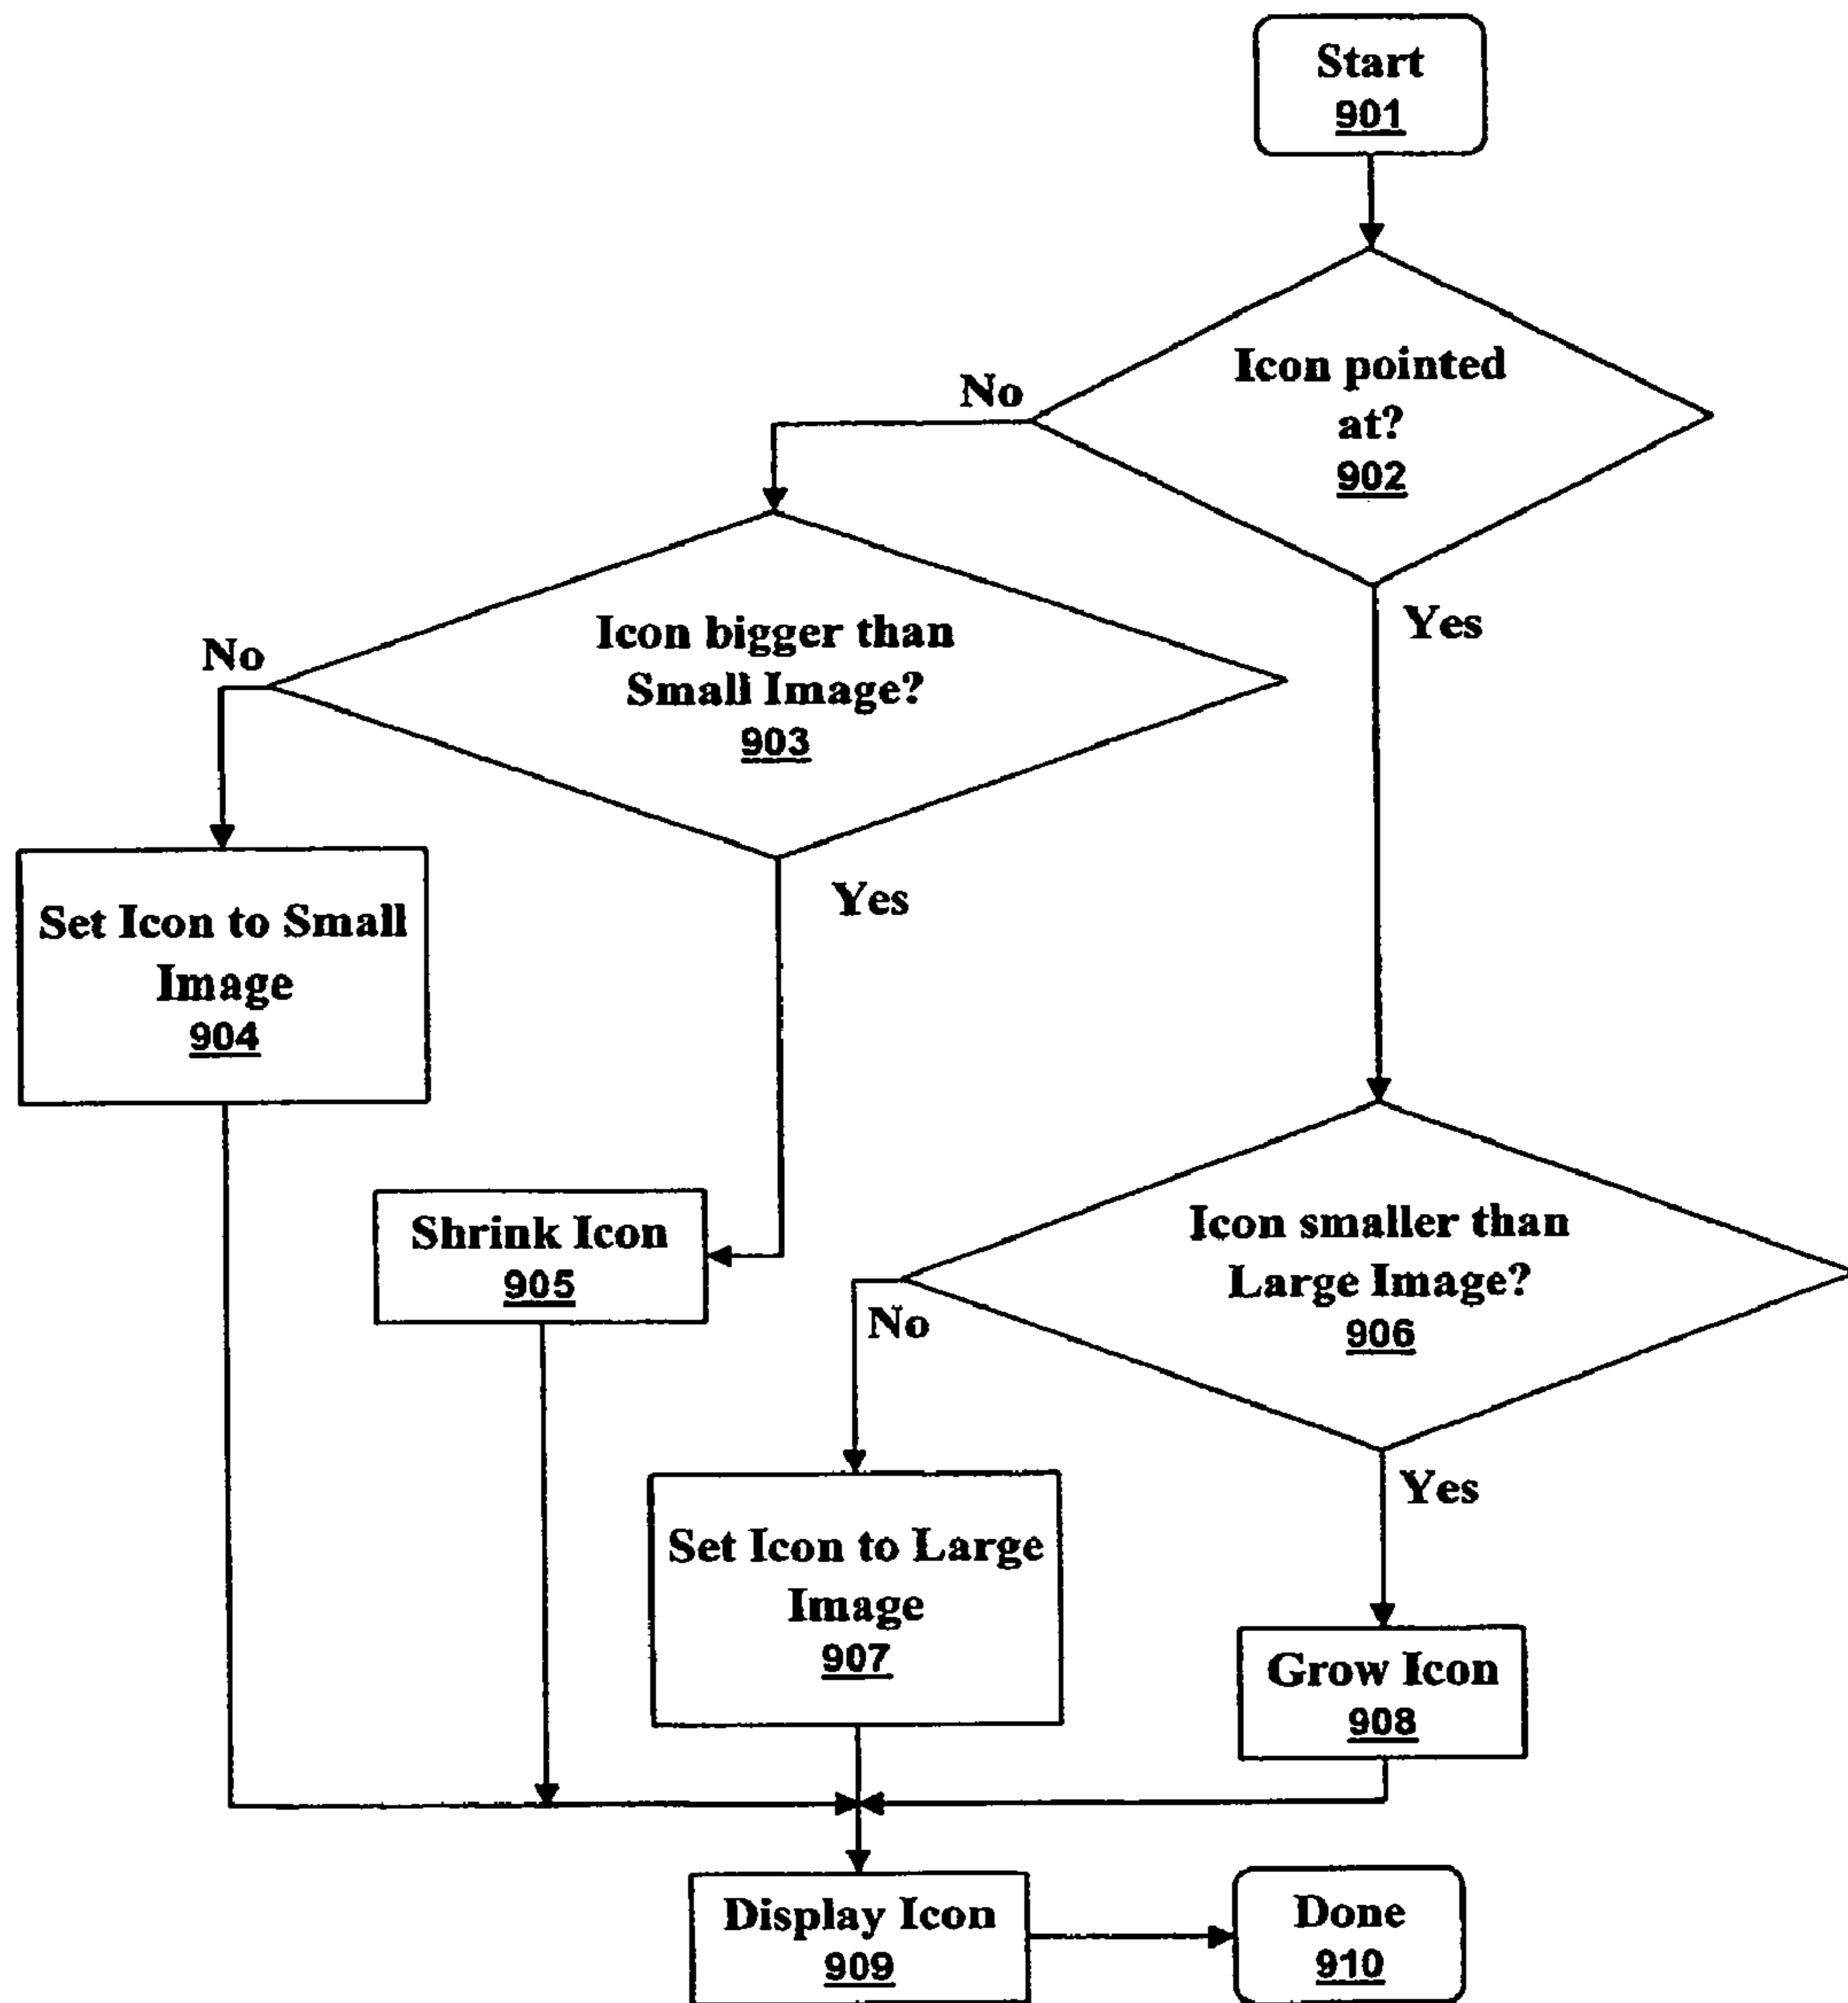 Start
901
Icon pointed
at?
902
No
Yes
Icon bigger than
Small Image?
903
No
Yes
Set Icon to Small
Image
904
Shrink Icon
905
Icon smaller than
Large Image?
906
No
Yes
Set Icon to Large
Image
907
Grow Icon
908
Display Icon
909
Done
910